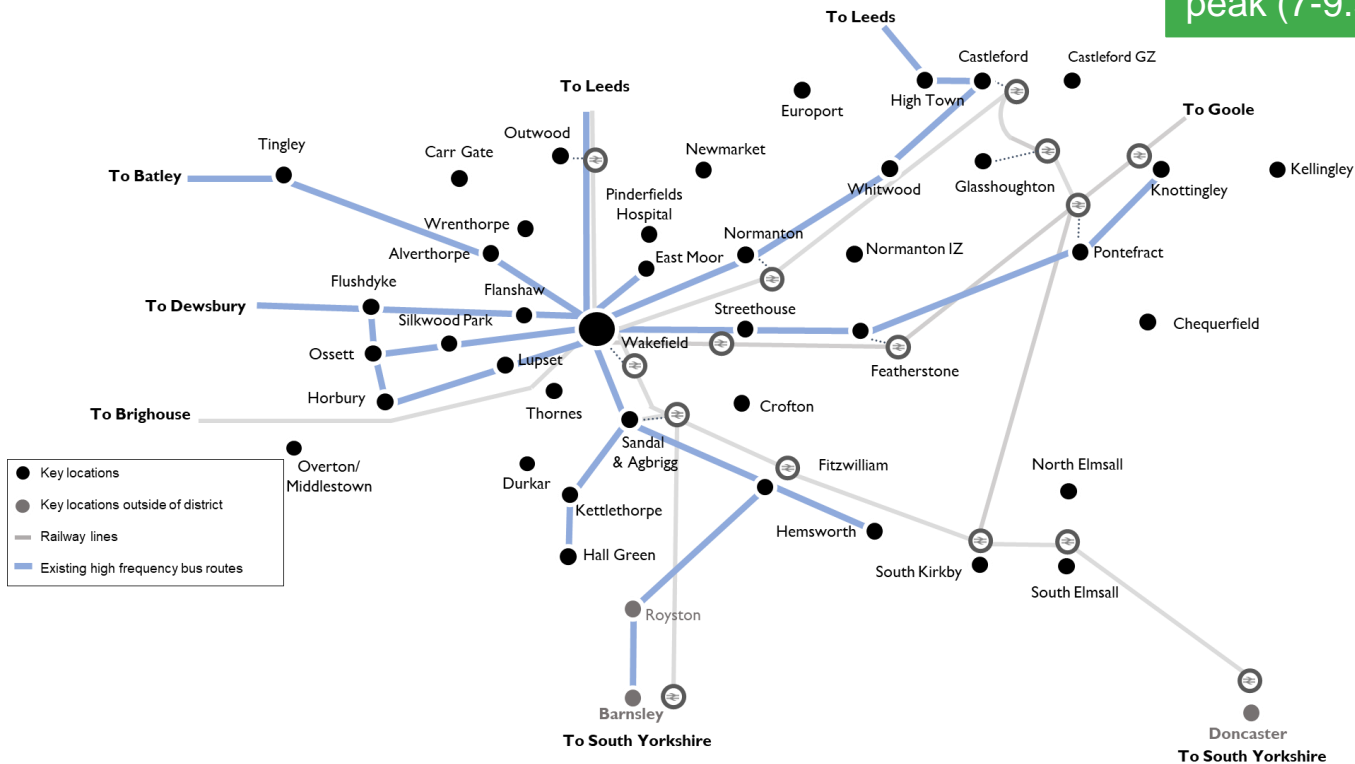 peak (7-9.
To Leeds
Castleford
Castleford GZ
To Leeds
Europort
High Town
To Goole
Outwood
Tingley
Carr Gate
Newmarket
To Batley
Whitwood
Glasshoughton
Knottingley
Kellingley
Pinderfields
Hospital
Wrenthorpe
Normanton
Alverthorpe
East Moor
Normanton IZ
Pontefract
Flushdyke
Flanshaw
To Dewsbury
Silkwood Park
Streethouse
Chequerfield
Ossett
Wakefield
Lupset
Featherstone
Horbury
To Brighouse
Thornes
Crofton
Sandal
& Agbrigg
Fitzwilliam
North Elmsall
Overton/
Middlestown
Durkar
Kettlethorpe
Hemsworth
Hall Green
South Kirkby
South Elmsall
Key locations
Key locations outside of district
Railway lines
Existing high frequency bus routes
Royston
Barnsley
To South Yorkshire
Doncaster
To South Yorkshire